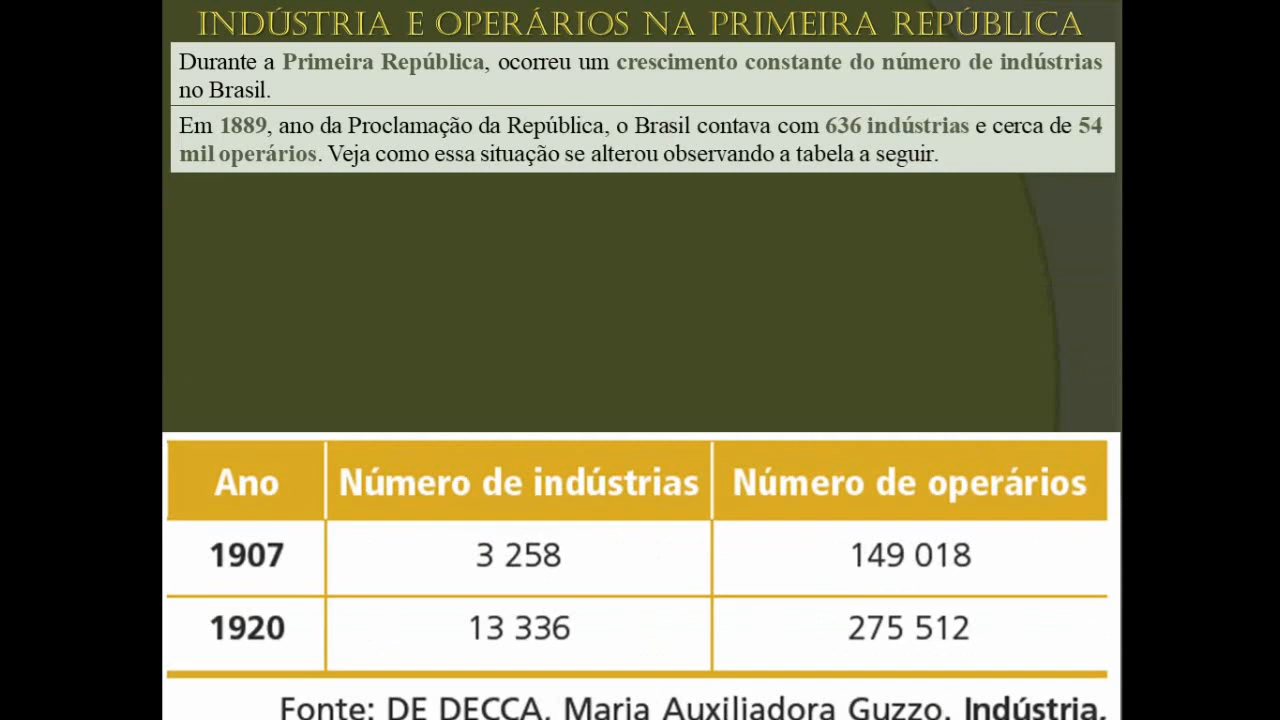 INDÚSTRIA E OPERÁRIOS NA PRIMEIRA REPÚBLICA
Durante a Primeira República, ocorreu um crescimento constante do número de indústrias
no Brasil.
Em 1889, ano da Proclamação da República, o Brasil contava com 636 indústrias e cerca de 54
mil operários. Veja como essa situação se alterou observando a tabela a seguir.
Ano Número de indústrias Número de operários
1907 3 258 149 018
1920 13 336 275 512
Fonte: DE DECCA, Maria Auxiliadora Guzzo. Indústria,